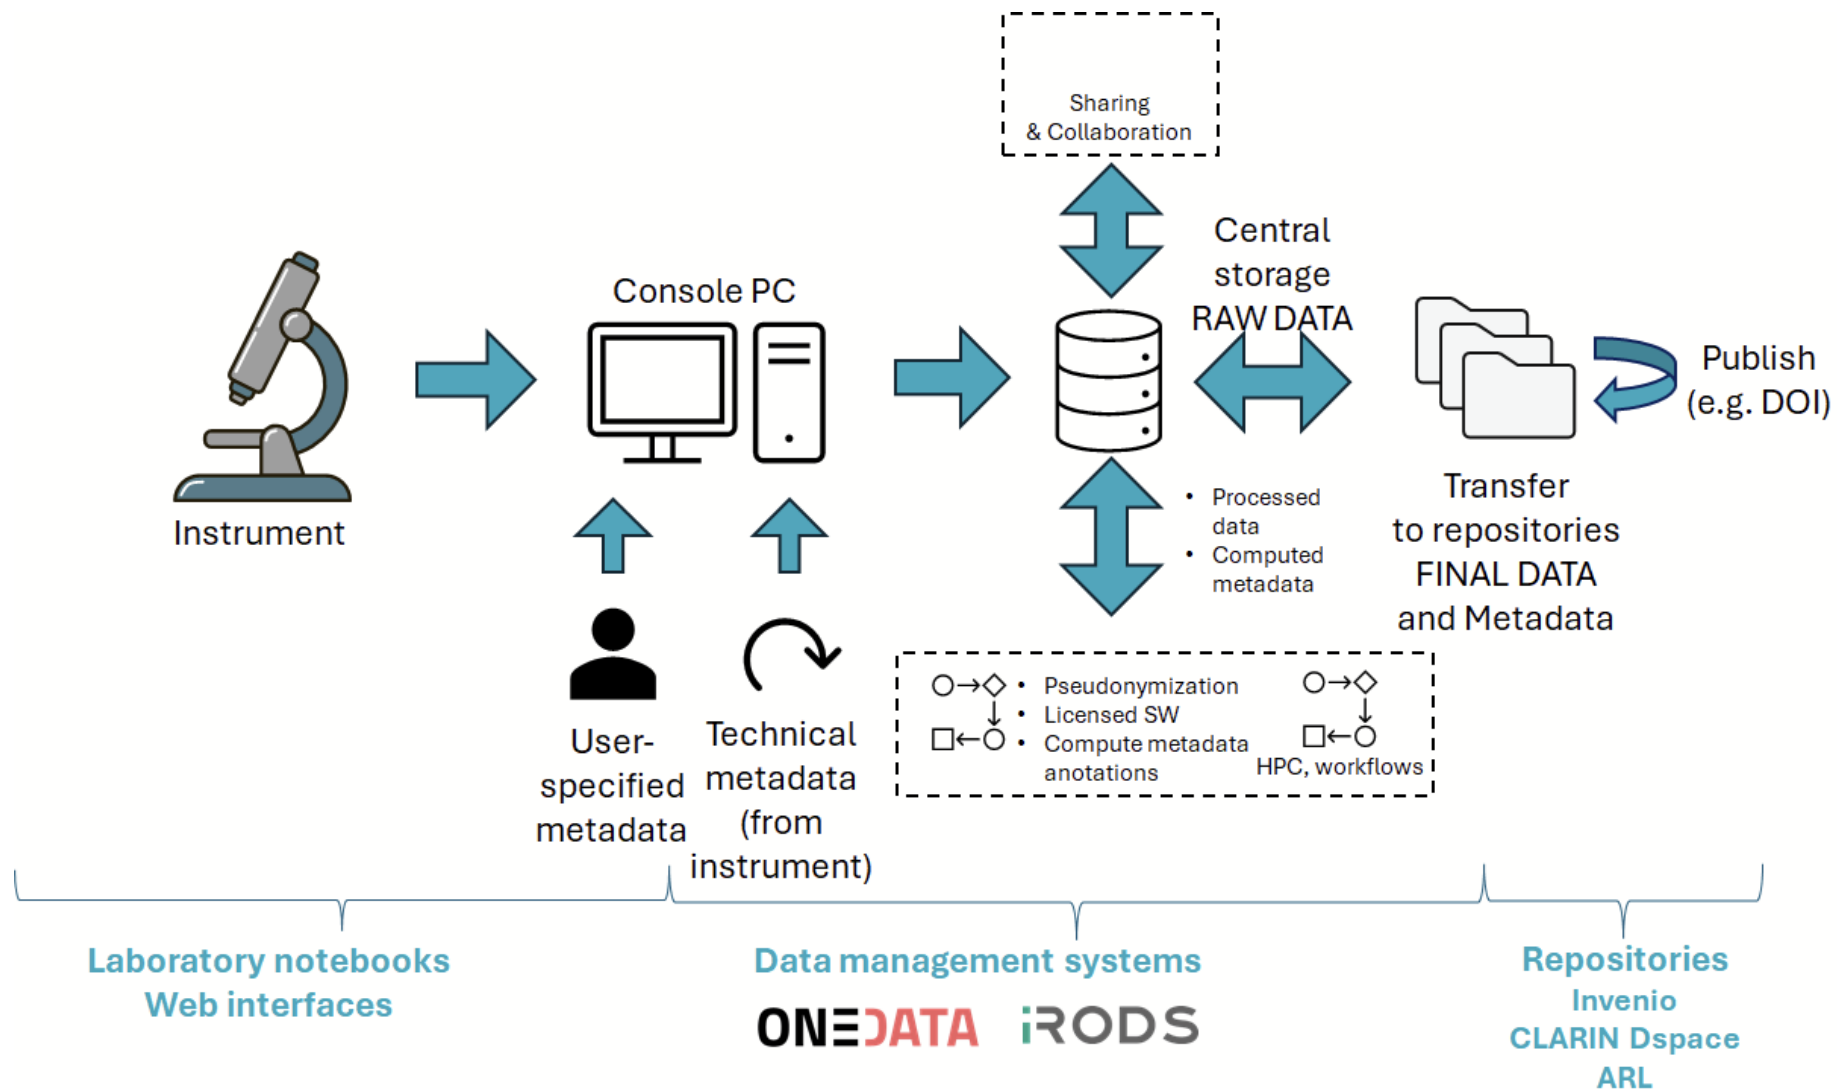 Sharing
& Collaboration
Central
storage
RAW DATA
Console PC
Instrument
Publish
(e.g. DOI)
• Processed
data
• Computed
metadata
Transfer
to repositories
FINAL DATA
and Metadata
User-
specified
metadata
Technical
metadata
(from
instrument)
• Pseudonymization
• Licensed SW
• Compute metadata
anotations
HPC, workflows
Laboratory notebooks
Web interfaces
Data management systems
ONEDATA
iRODS
Repositories
Invenio
CLARIN Dspace
ARL